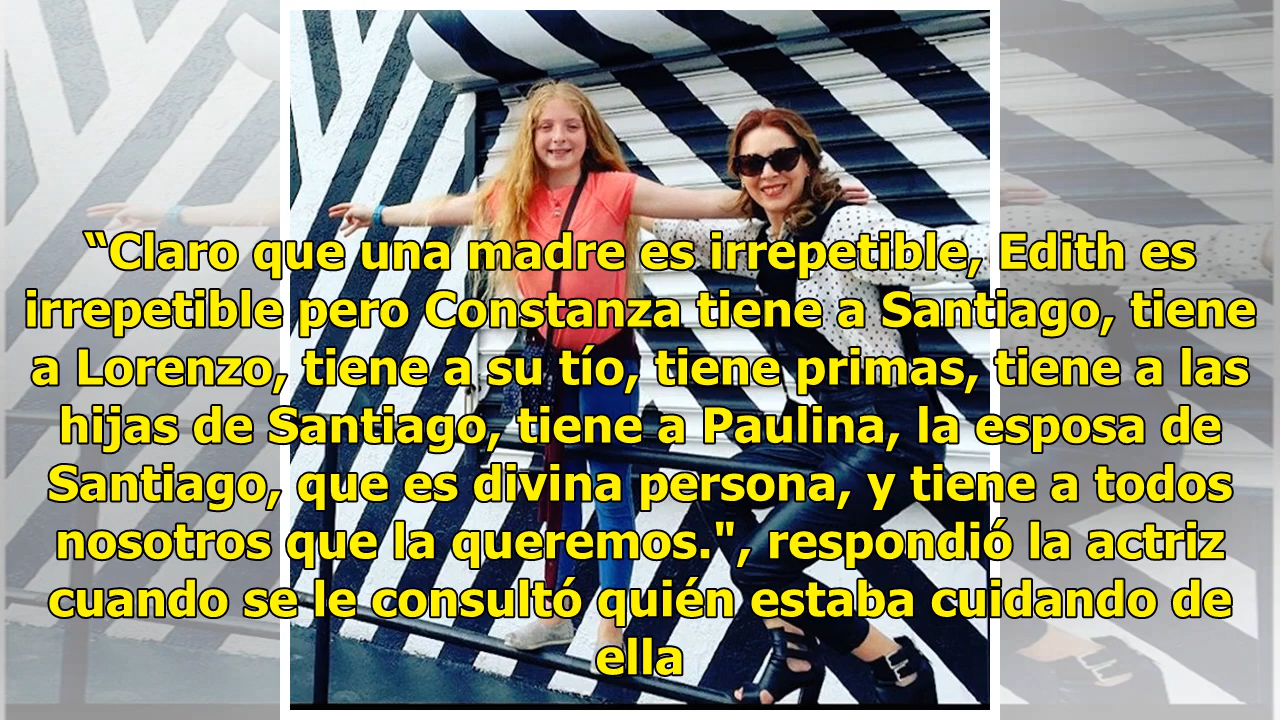 “Claro que una madre es irrepetible, Edith es
irrepetible pero Constanza tiene a Santiago, tiene
a Lorenzo, tiene a su tío, tiene primas, tiene a las
hijas de Santiago, tiene a Paulina, la esposa de
Santiago, que es divina persona, y tiene a todos
nosotros que la queremos.", respondió la actriz
cuando se le consultó quién estaba cuidando de
ella